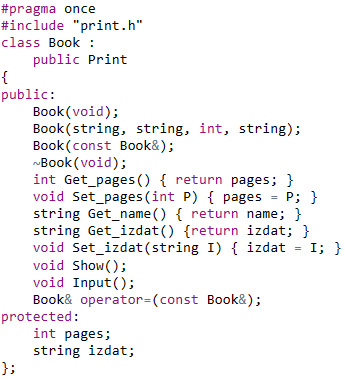 #pragma once
#include "print.h"
class Book :
    public Print
{
public:
    Book(void);
    Book(string, string, int, string);
    Book(const Book&);
    ~Book(void);
    int Get_pages() { return pages; }
    void Set_pages(int P) { pages = P; }
    string Get_name() { return name; }
    string Get_izdat() {return izdat; }
    void Set_izdat(string I) { izdat = I; }
    void Show();
    void Input();
    Book& operator=(const Book&);
protected:
    int pages;
    string izdat;
};